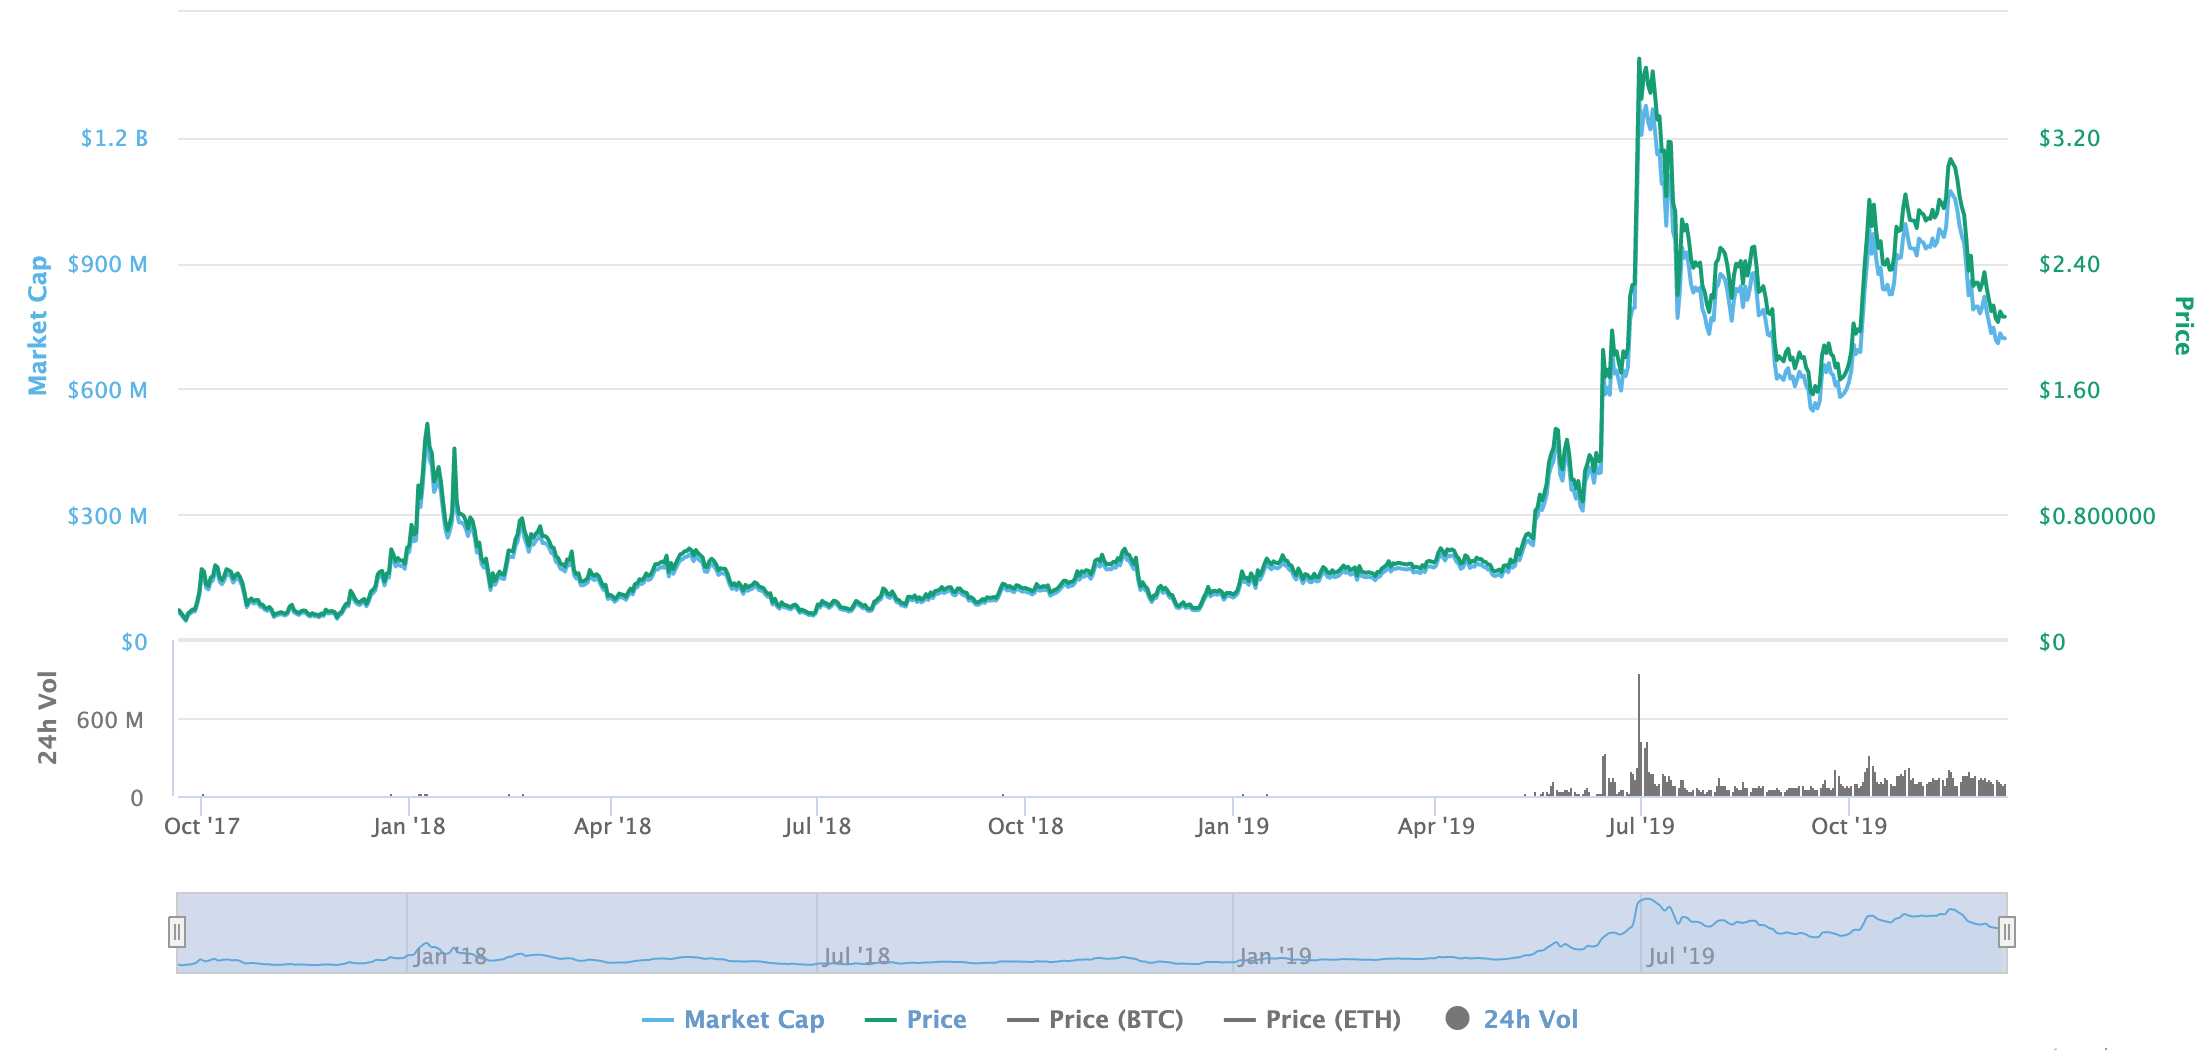 $1.2 B
$3.20
$900 M
$2.40
Market Cap
Price
$600 M
$1.60
$300 M
$0.800000
$0
$0
24h Vol
600 M
0
Oct '17
Jan '18
Apr '18
Jul '18
Oct '18
Jan '19
Apr '19
Jul '19
Oct '19
Jan '18
Jul '18
Jan '19
Jul '19
Market Cap
Price
Price (BTC)
Price (ETH)
24h Vol